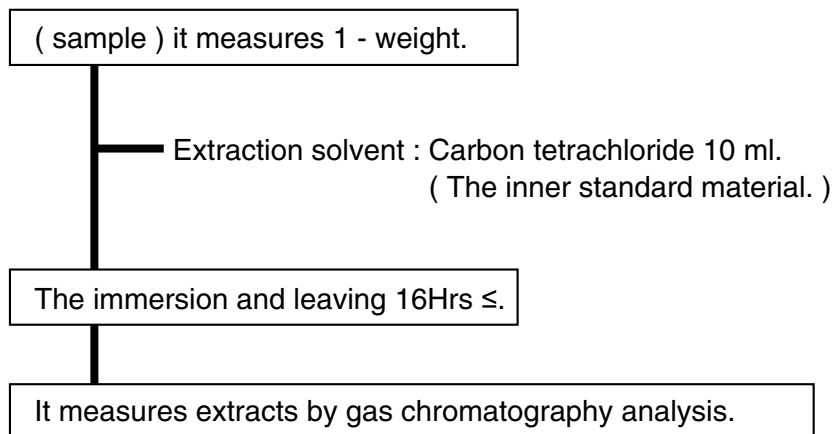 ( sample ) it measures 1 - weight.
Extraction solvent : Carbon tetrachloride 10 ml.
( The inner standard material. )
The immersion and leaving 16Hrs ≤.
It measures extracts by gas chromatography analysis.